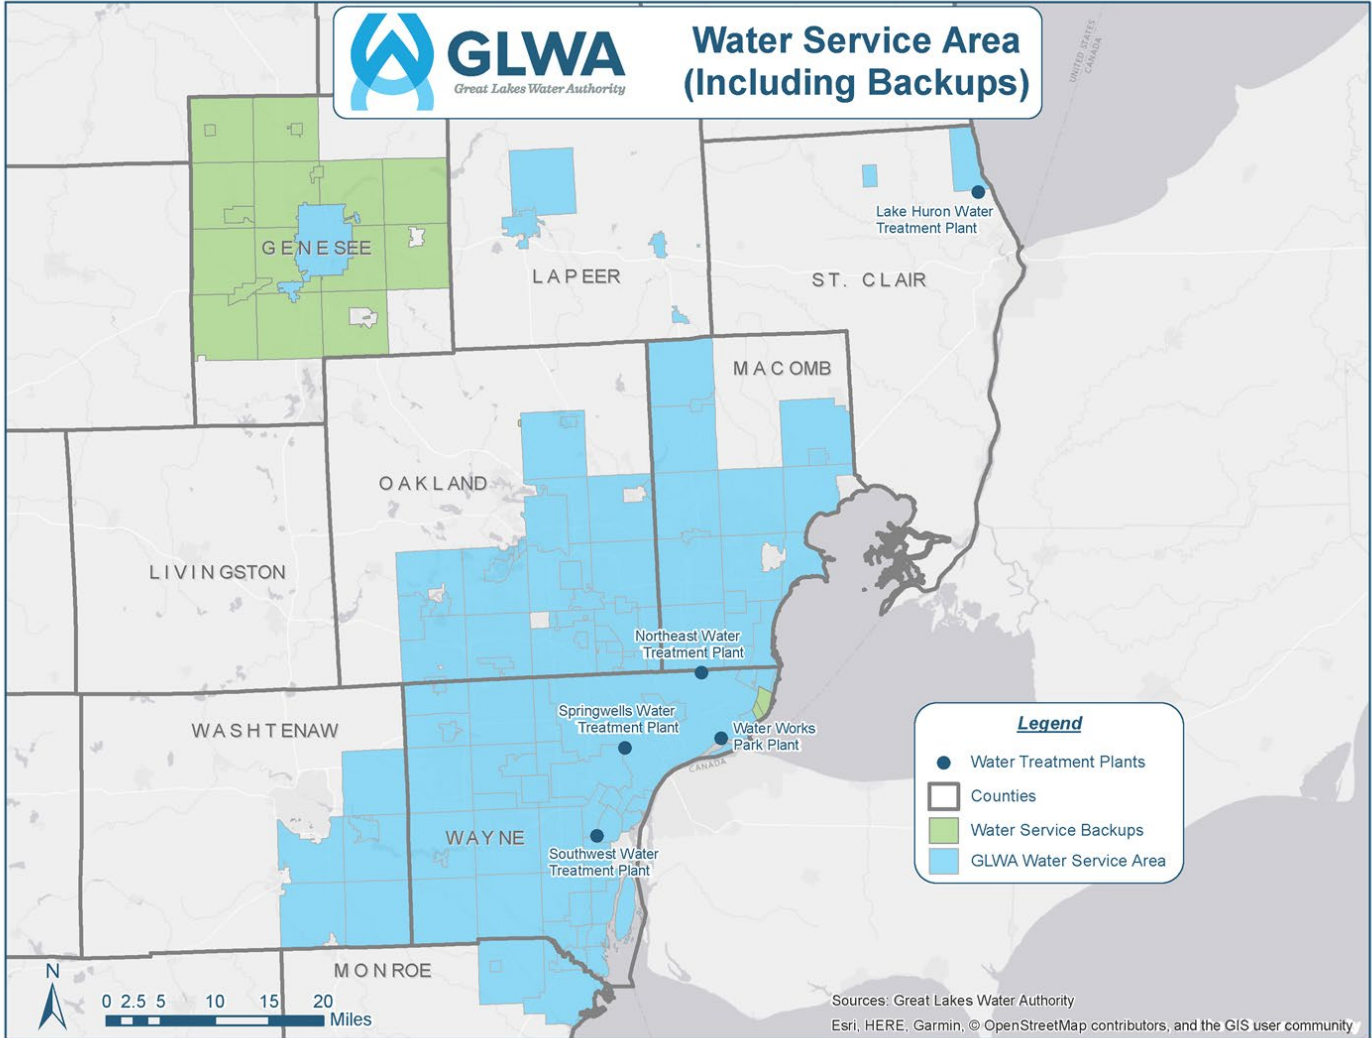 GLWA
Great Lakes Water Authority
Water Service Area
(Including Backups)
UNITED STATES
CANADA
Lake Huron Water
Treatment Plant
GENESEE
LAPEER
ST. CLAIR
MACOMB
OAKLAND
LIVINGSTON
Northeast Water
Treatment Plant
WASHTENAW
Springwells Water
Treatment Plant
Water Works
Park Plant
CANADA
WAYNE
Southwest Water
Treatment Plant
MONROE
Legend
Water Treatment Plants
Counties
Water Service Backups
GLWA Water Service Area
N
0 2.5 5 10 15 20
Miles
Sources: Great Lakes Water Authority
Esri, HERE, Garmin, © OpenStreetMap contributors, and the GIS user community